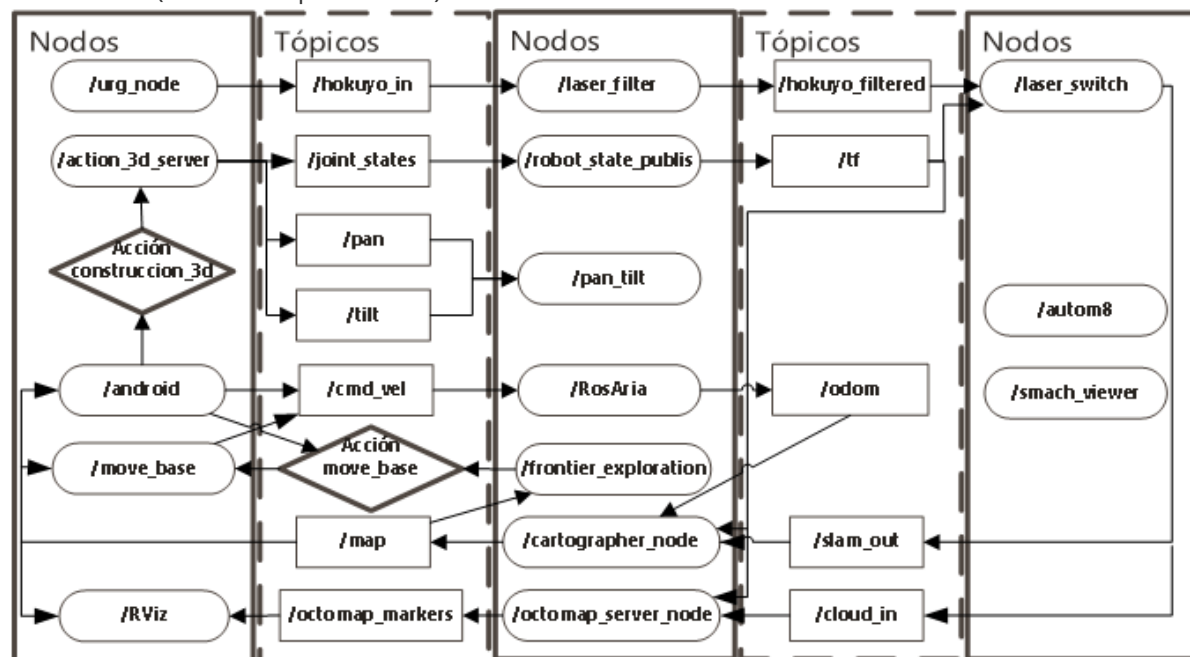 Nodos
Tópicos
Nodos
Tópicos
Nodos
/urg_node
/hokuyo_in
/laser_filter
/hokuyo_filtered
/laser_switch
/action_3d_server
/joint_states
/robot_state_publis
/tf
Acción
construccion_3d
/pan
/pan_tilt
/tilt
/autom8
/android
/cmd_vel
/RosAria
/odom
/smach_viewer
/move_base
Acción
move_base
/frontier_exploration
/map
/cartographer_node
/slam_out
/RViz
/octomap_markers
/octomap_server_node
/cloud_in